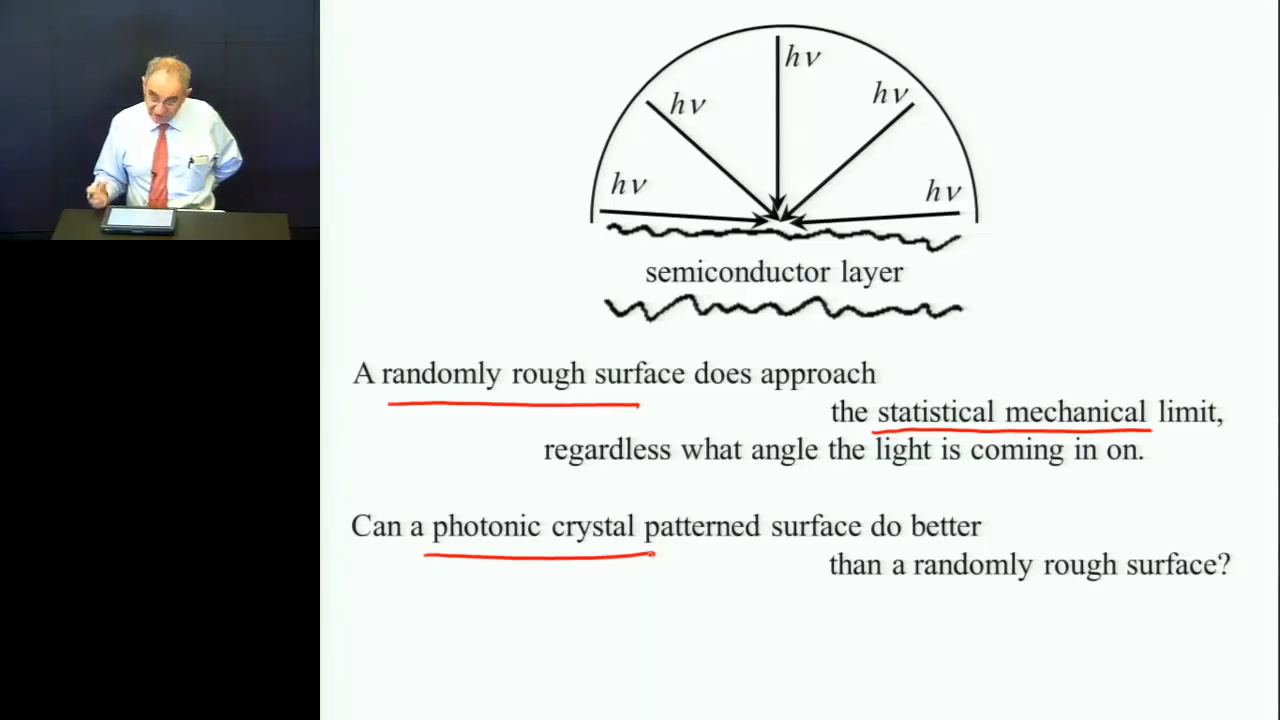 hν
hν
hν
hν
hν
semiconductor layer
A randomly rough surface does approach
the statistical mechanical limit,
regardless what angle the light is coming in on.
Can a photonic crystal patterned surface do better
than a randomly rough surface?